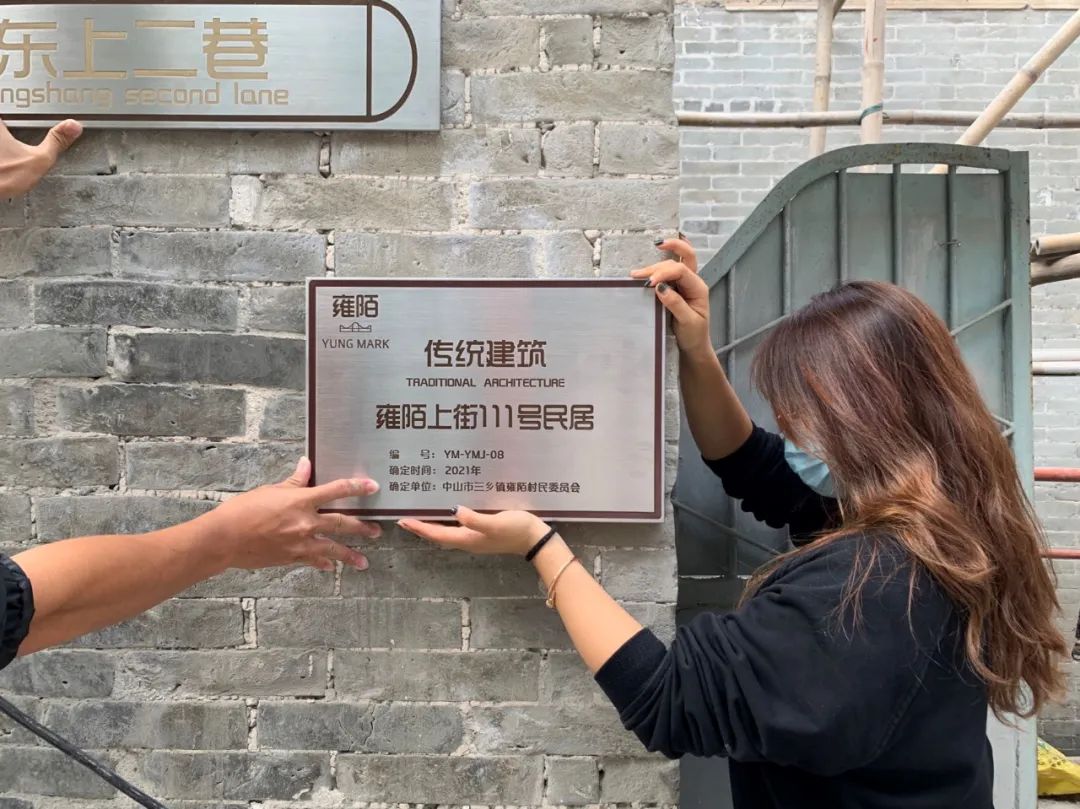 东上二巷
ngshang second lane
雍陌
YUNG MARK
传统建筑
TRADITIONAL ARCHITECTURE
雍陌上街111号民居
编 号：YM-YMJ-08
确定时间：2021年
确定单位：中山市三乡镇雍陌村民委员会